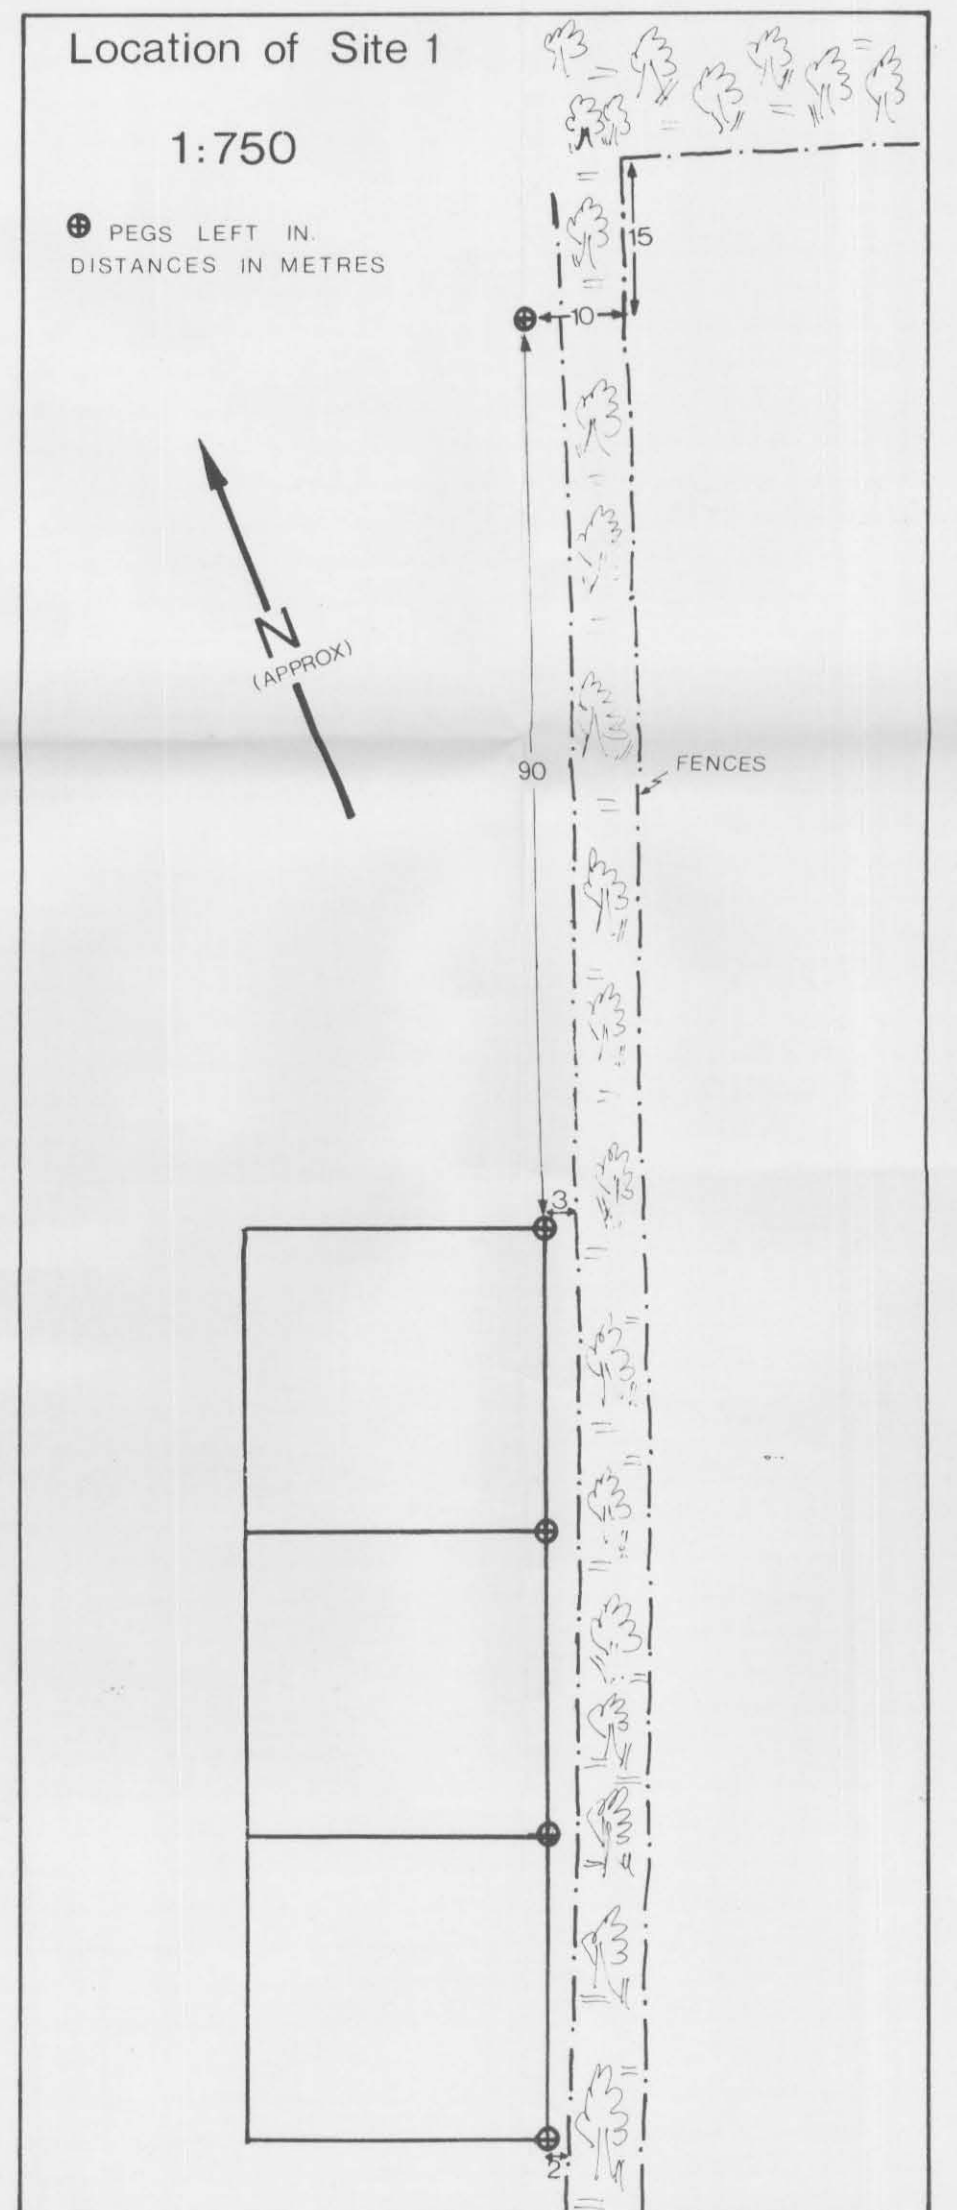 Location of Site 1
1:750
PEGS LEFT IN.
DISTANCES IN METRES
15
10
N
(APPROX)
90
FENCES
3
2